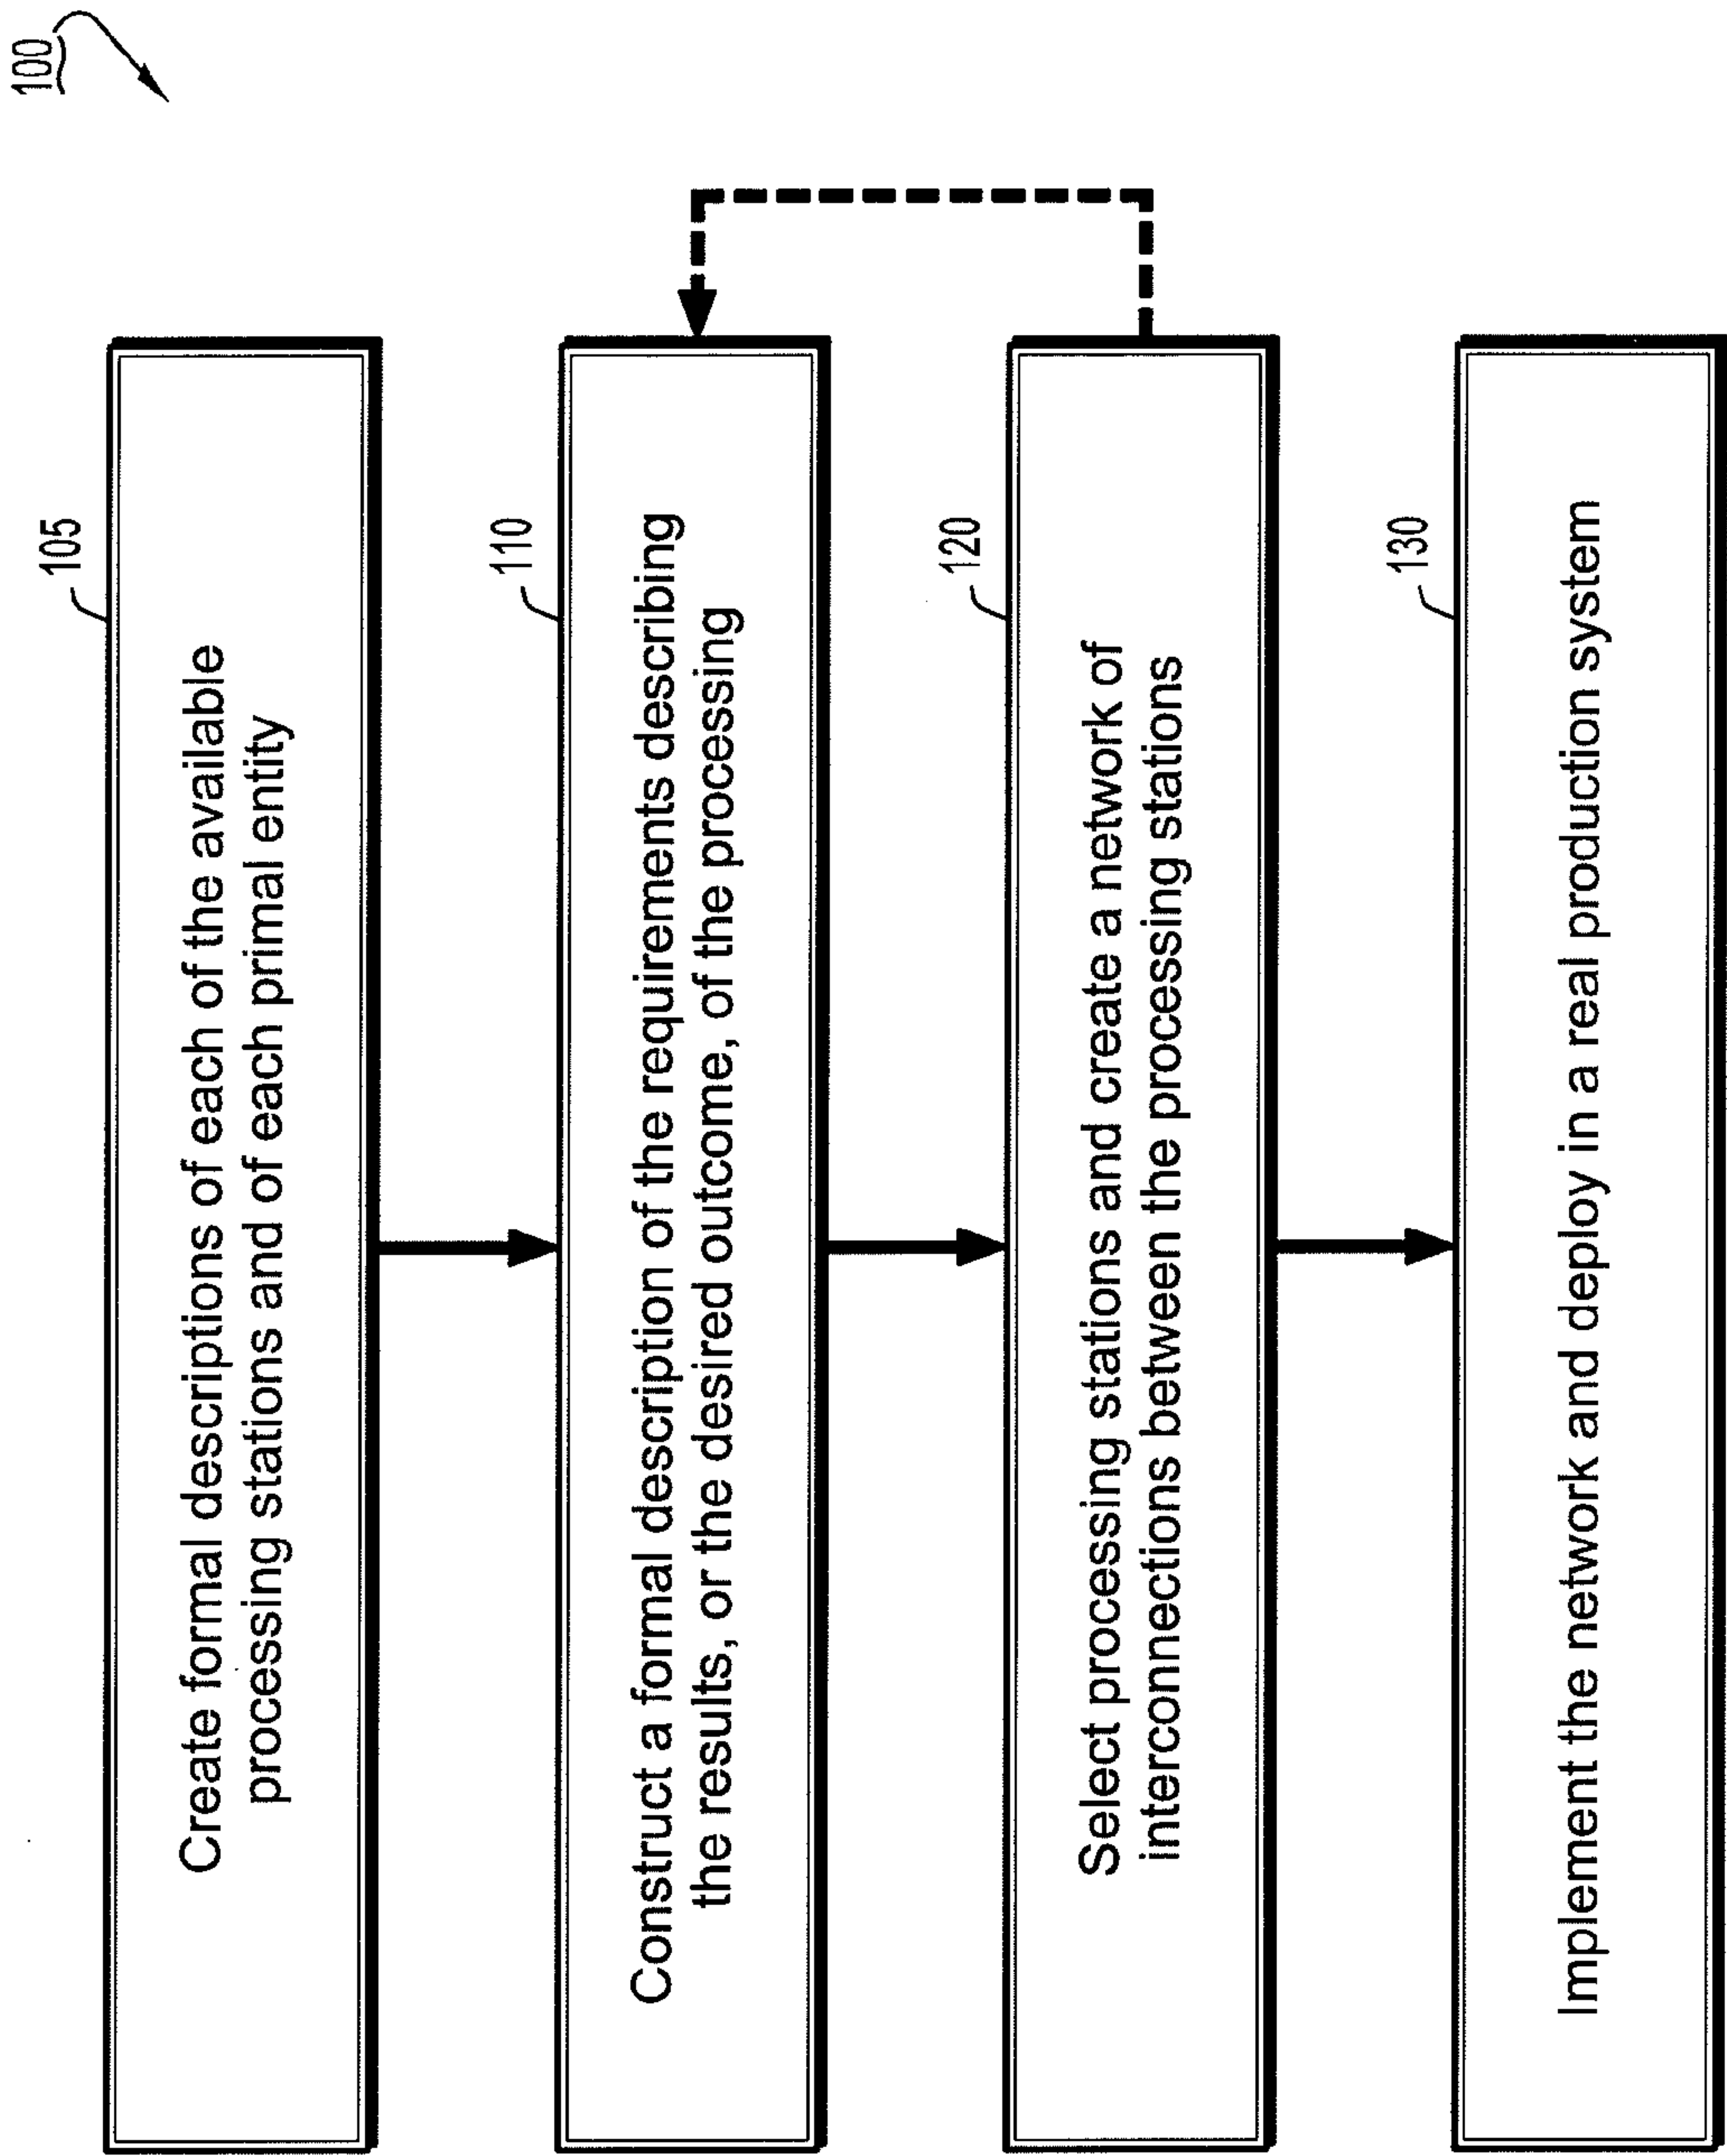 100
105
Create formal descriptions of each of the available
processing stations and of each primal entity
110
Construct a formal description of the requirements describing
the results, or the desired outcome, of the processing
120
Select processing stations and create a network of
interconnections between the processing stations
130
Implement the network and deploy in a real production system